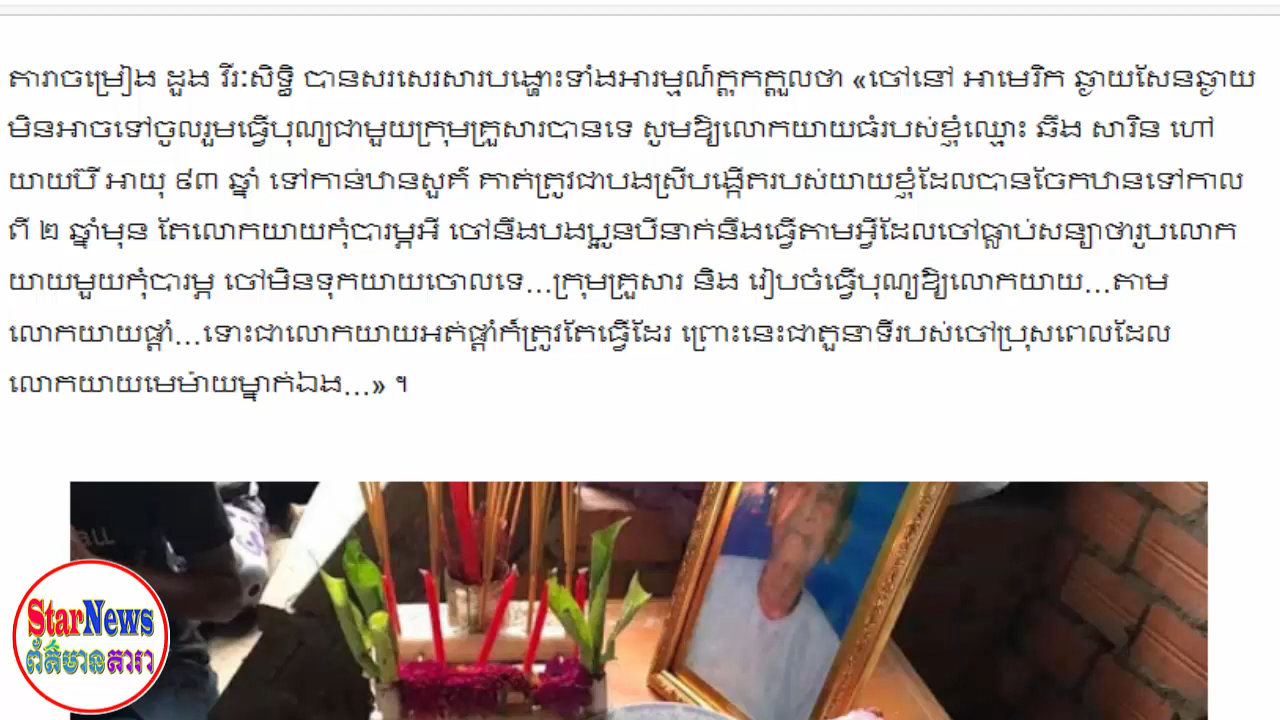 តារាចម្រៀង ដួង វីរៈសិទ្ធិ បានសរសេរសារបង្ហោះទាំងអារម្មណ៍ក្តុកក្តួលថា «ចៅនៅ អាមេរិក ឆ្ងាយសែនឆ្ងាយ
មិនអាចទៅចូលរួមធ្វើបុណ្យជាមួយក្រុមគ្រួសារបានទេ សូមឱ្យលោកយាយធំរបស់ខ្ញុំឈ្មោះ ឆឹង សារិន ហៅ
យាយប៊ី អាយុ ៩៣ ឆ្នាំ ទៅកាន់ឋានសួគ៌ គាត់ត្រូវជាបងស្រីបង្កើតរបស់យាយខ្ញុំដែលបានចែកឋានទៅកាល
ពី ២ ឆ្នាំមុន តែលោកយាយកុំបារម្ភអី ចៅនឹងបងប្អូនបីនាក់នឹងធ្វើតាមអ្វីដែលចៅធ្លាប់សន្យាថារូបលោក
យាយមួយកុំបារម្ភ ចៅមិនទុកយាយចោលទេ...ក្រុមគ្រួសារ និង រៀបចំធ្វើបុណ្យឱ្យលោកយាយ...តាម
លោកយាយផ្តាំ...ទោះជាលោកយាយអត់ផ្តាំក៏ត្រូវតែធ្វើដែរ ព្រោះនេះជាតួនាទីរបស់ចៅប្រុសពេលដែល
លោកយាយមេម៉ាយម្នាក់ឯង...» ។
StarNews
ព័ត៌មានតារា